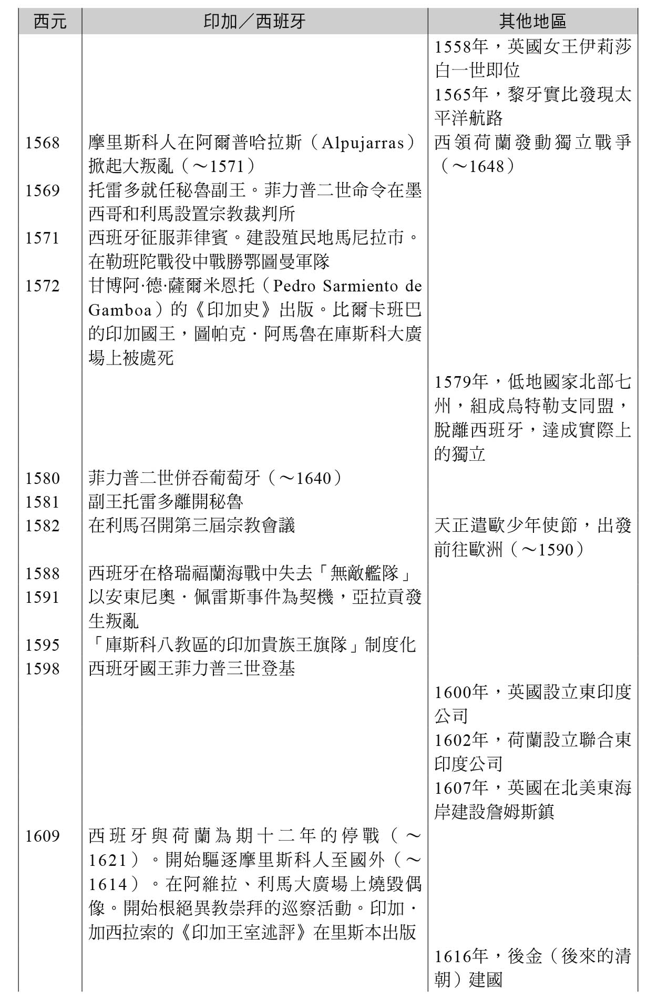 西元 印加／西班牙 其他地區
1558年，英國女王伊莉莎
白一世即位
1565年，黎牙實比發現太
平洋航路
1568 摩里斯科人在阿爾普哈拉斯（Alpujarras） 西領荷蘭發動獨立戰爭
掀起大叛亂（～1571） （～1648）
1569 托雷多就任秘魯副王。菲力普二世命令在墨
西哥和利馬設置宗教裁判所
1571 西班牙征服菲律賓。建設殖民地馬尼拉市。
在勒班陀戰役中戰勝鄂圖曼軍隊
1572 甘博阿·德·薩爾米恩托（Pedro Sarmiento de
Gamboa）的《印加史》出版。比爾卡班巴
的印加國王，圖帕克．阿馬魯在庫斯科大廣
場上被處死
1579年，低地國家北部七
州，組成烏特勒支同盟，
脫離西班牙，達成實際上
的獨立
1580 菲力普二世併吞葡萄牙（～1640）
1581 副王托雷多離開秘魯
1582 在利馬召開第三屆宗教會議 天正遣歐少年使節，出發
前往歐洲（～1590）
1588 西班牙在格瑞福蘭海戰中失去「無敵艦隊」
1591 以安東尼奧．佩雷斯事件為契機，亞拉貢發
生叛亂
1595 「庫斯科八教區的印加貴族王旗隊」制度化
1598 西班牙國王菲力普三世登基
1600年，英國設立東印度
公司
1602年，荷蘭設立聯合東
印度公司
1607年，英國在北美東海
岸建設詹姆斯鎮
1609 西班牙與荷蘭為期十二年的停戰（～
1621）。開始驅逐摩里斯科人至國外（～
1614）。在阿維拉、利馬大廣場上燒毀偶
像。開始根絕異教崇拜的巡察活動。印加．
加西拉索的《印加王室述評》在里斯本出版
1616年，後金（後來的清
朝）建國